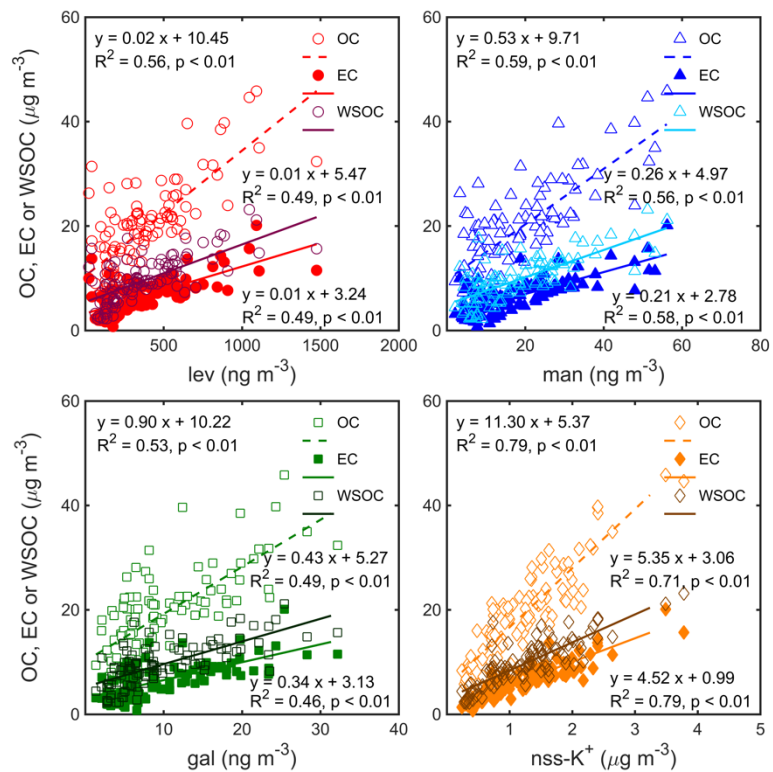 60
40
20
0
OC, EC or WSOC (μg m⁻³)
y = 0.02 x + 10.45
R² = 0.56, p < 0.01
OC
EC
WSOC
y = 0.01 x + 5.47
R² = 0.49, p < 0.01
y = 0.01 x + 3.24
R² = 0.49, p < 0.01
500
1000
1500
2000
lev (ng m⁻³)
60
40
20
0
y = 0.53 x + 9.71
R² = 0.59, p < 0.01
OC
EC
WSOC
y = 0.26 x + 4.97
R² = 0.56, p < 0.01
y = 0.21 x + 2.78
R² = 0.58, p < 0.01
0
20
40
60
80
man (ng m⁻³)
60
40
20
0
OC, EC or WSOC (μg m⁻³)
y = 0.90 x + 10.22
R² = 0.53, p < 0.01
OC
EC
WSOC
y = 0.43 x + 5.27
R² = 0.49, p < 0.01
y = 0.34 x + 3.13
R² = 0.46, p < 0.01
0
10
20
30
40
gal (ng m⁻³)
60
40
20
0
y = 11.30 x + 5.37
R² = 0.79, p < 0.01
OC
EC
WSOC
y = 5.35 x + 3.06
R² = 0.71, p < 0.01
y = 4.52 x + 0.99
R² = 0.79, p < 0.01
0
1
2
3
4
5
nss-K⁺ (μg m⁻³)